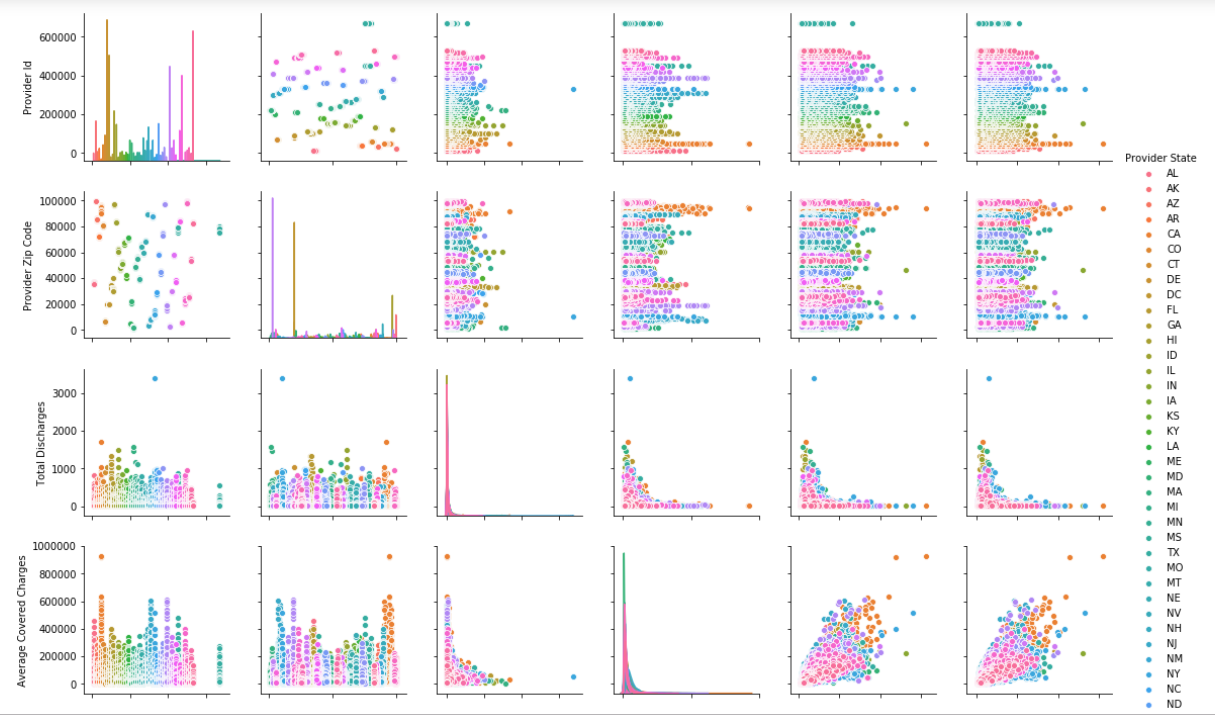 Provider Id
600000
400000
200000
0
Provider Zip Code
100000
80000
60000
40000
20000
0
Total Discharges
3000
2000
1000
0
Average Covered Charges
1000000
800000
600000
400000
200000
0
Provider State
AL
AK
AZ
AR
CA
CO
CT
DE
DC
FL
GA
HI
ID
IL
IN
IA
KS
KY
LA
ME
MD
MA
MI
MN
MS
TX
MO
MT
NE
NV
NH
NJ
NM
NY
NC
ND